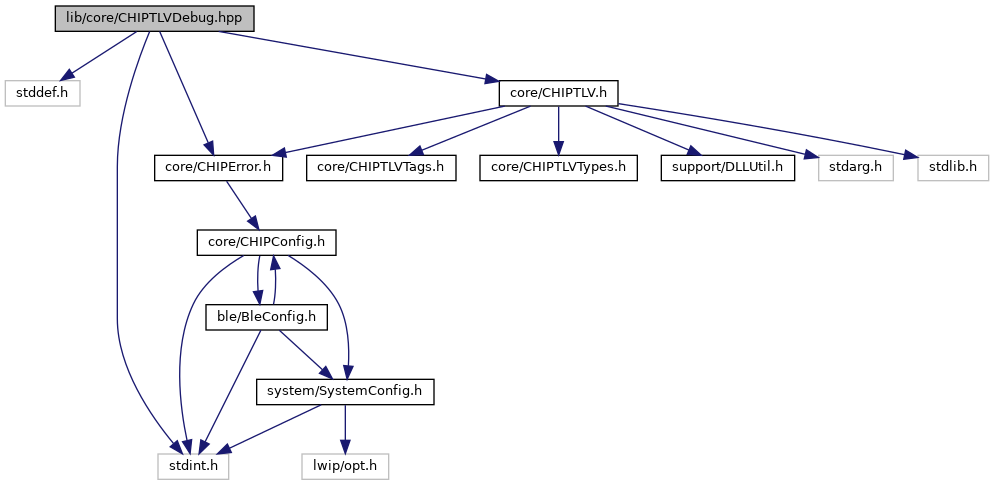 lib/core/CHIPTLVDebug.hpp
stddef.h
core/CHIPTLV.h
core/CHIPError.h
core/CHIPTLVTags.h
core/CHIPTLVTypes.h
support/DLLUtil.h
stdarg.h
stdlib.h
core/CHIPConfig.h
ble/BleConfig.h
system/SystemConfig.h
stdint.h
lwip/opt.h